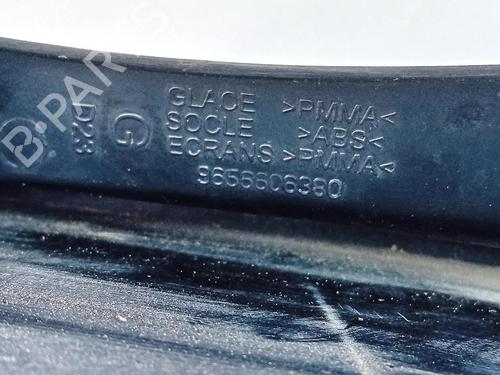 GLACE >PMMA<
SOCLE >ABS<
ECRANS >PMMA<
9656606380
G
D23
B-PARTS